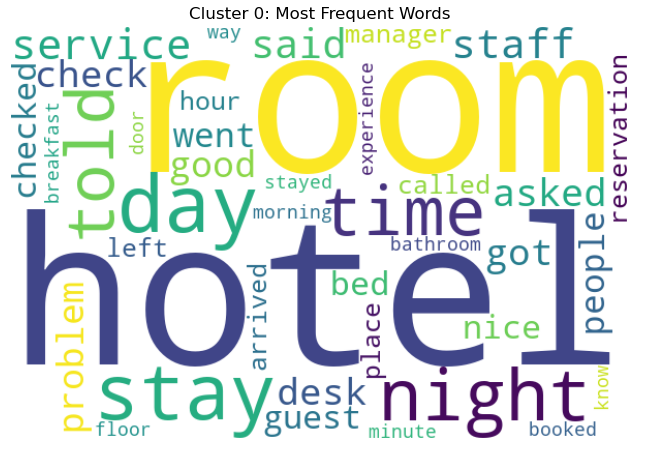 Cluster 0: Most Frequent Words
service way said manager staff
check room
checked breakfast told door hour went good experience reservation
stayed called asked
day morning time
left bathroom got people
hotel
problem arrived bed place nice
stay desk night know
guest
floor minute booked